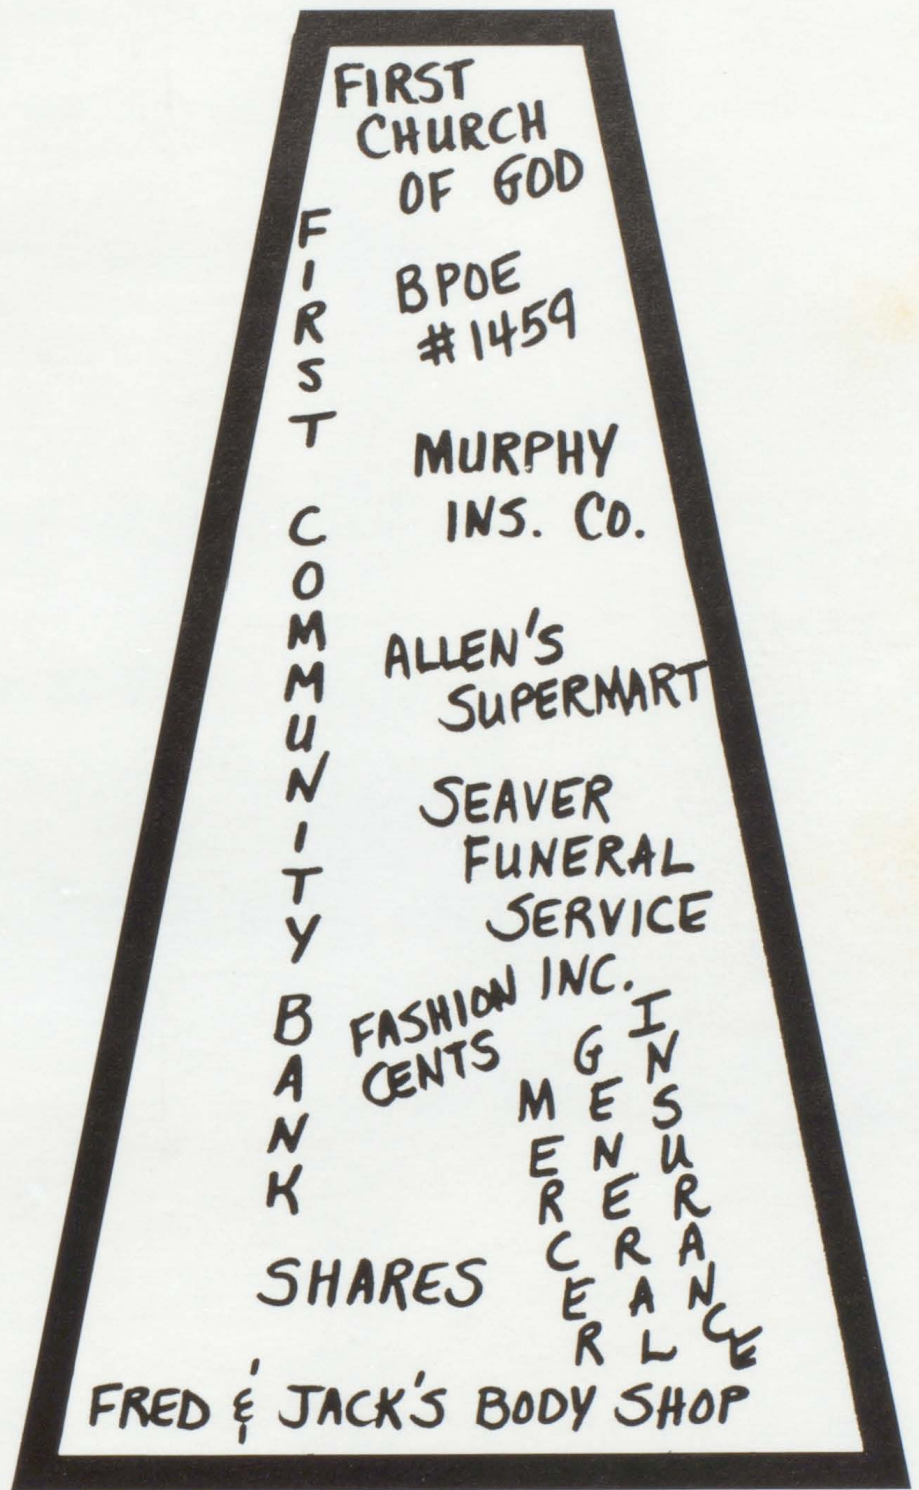 FIRST
CHURCH
OF GOD
FIRST COMMUNITY BANK
BPOE
#1459
MURPHY
INS. CO.
ALLEN'S
SUPERMART
SEAVER
FUNERAL
SERVICE
INC.
FASHION
CENTS
MERCER
GENERAL
INSURANCE
SHARES
FRED & JACK'S BODY SHOP